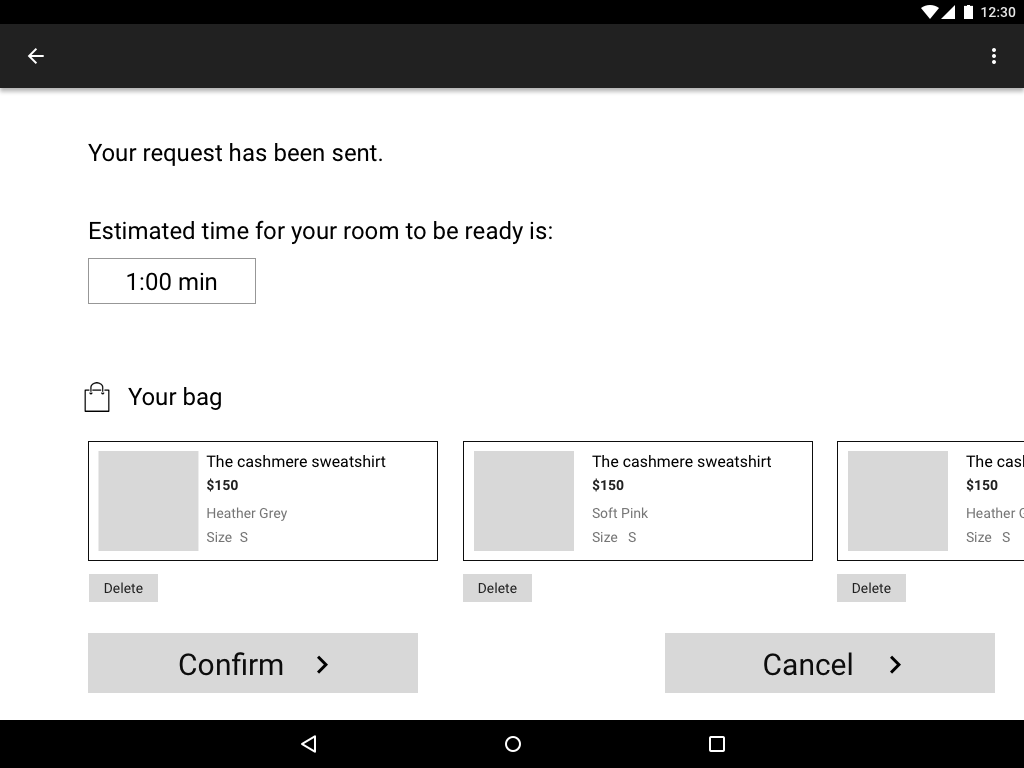 12:30
Your request has been sent.
Estimated time for your room to be ready is:
1:00 min
Your bag
The cashmere sweatshirt
$150
Heather Grey
Size S
Delete
The cashmere sweatshirt
$150
Soft Pink
Size S
Delete
The cas
$150
Heather
Size S
Delete
Confirm
Cancel